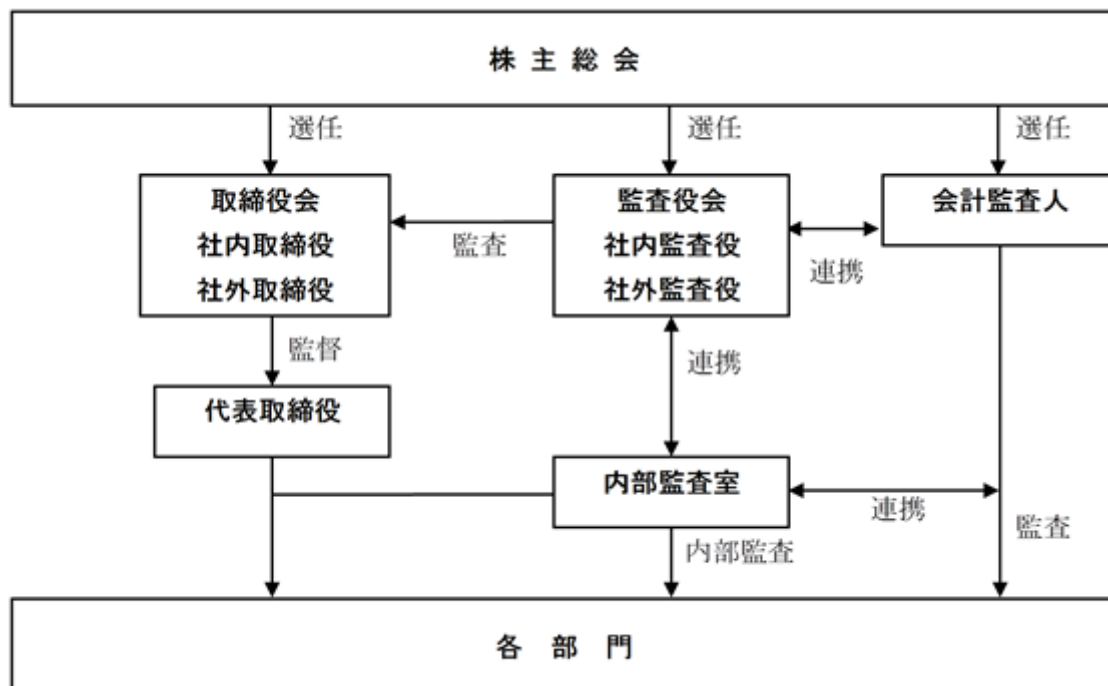 株主総会
選任
選任
選任
取締役会
社内取締役
社外取締役
監査
監査役会
社内監査役
社外監査役
連携
会計監査人
監督
連携
代表取締役
内部監査室
連携
監査
内部監査
各部門